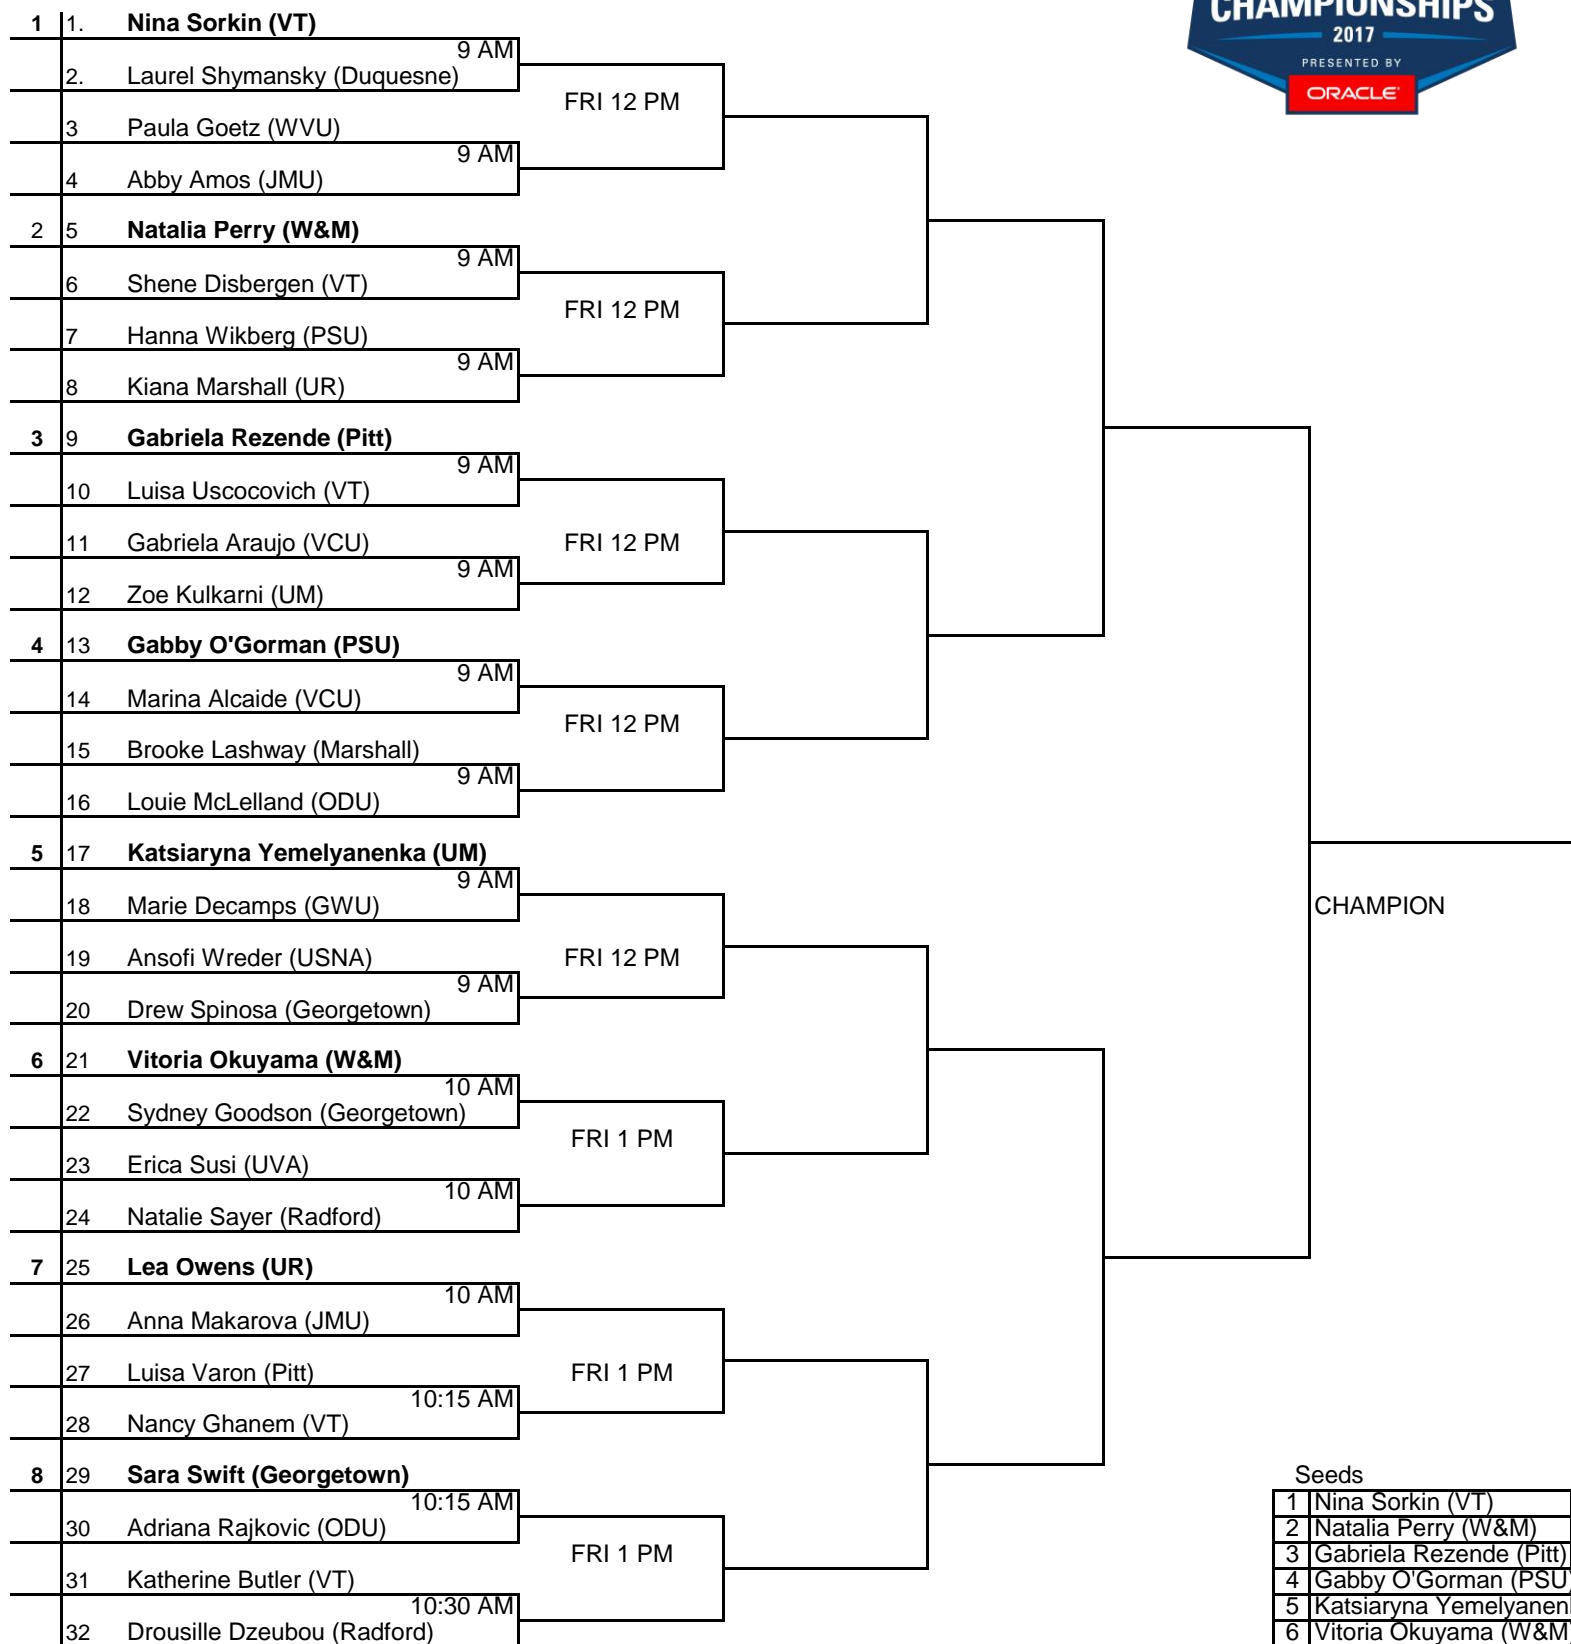 CHAMPIONSHIPS
2017
PRESENTED BY
ORACLE
1 1. Nina Sorkin (VT)
9 AM
2. Laurel Shymansky (Duquesne)
FRI 12 PM
3 Paula Goetz (WVU)
9 AM
4 Abby Amos (JMU)
2 5 Natalia Perry (W&M)
9 AM
6 Shene Disbergen (VT)
FRI 12 PM
7 Hanna Wikberg (PSU)
9 AM
8 Kiana Marshall (UR)
3 9 Gabriela Rezende (Pitt)
9 AM
10 Luisa Uscocovich (VT)
FRI 12 PM
11 Gabriela Araujo (VCU)
9 AM
12 Zoe Kulkarni (UM)
4 13 Gabby O'Gorman (PSU)
9 AM
14 Marina Alcaide (VCU)
FRI 12 PM
15 Brooke Lashway (Marshall)
9 AM
16 Louie McLelland (ODU)
5 17 Katsiaryna Yemelyanenka (UM)
9 AM
18 Marie Decamps (GWU)
CHAMPION
19 Ansofi Wreder (USNA)
FRI 12 PM
9 AM
20 Drew Spinosa (Georgetown)
6 21 Vitoria Okuyama (W&M)
10 AM
22 Sydney Goodson (Georgetown)
FRI 1 PM
23 Erica Susi (UVA)
10 AM
24 Natalie Sayer (Radford)
7 25 Lea Owens (UR)
10 AM
26 Anna Makarova (JMU)
27 Luisa Varon (Pitt)
FRI 1 PM
10:15 AM
28 Nancy Ghanem (VT)
8 29 Sara Swift (Georgetown)
10:15 AM
30 Adriana Rajkovic (ODU)
FRI 1 PM
31 Katherine Butler (VT)
10:30 AM
32 Drousille Dzeubou (Radford)
Seeds
1 Nina Sorkin (VT)
2 Natalia Perry (W&M)
3 Gabriela Rezende (Pitt)
4 Gabby O'Gorman (PSU)
5 Katsiaryna Yemelyanen
6 Vitoria Okuyama (W&M)